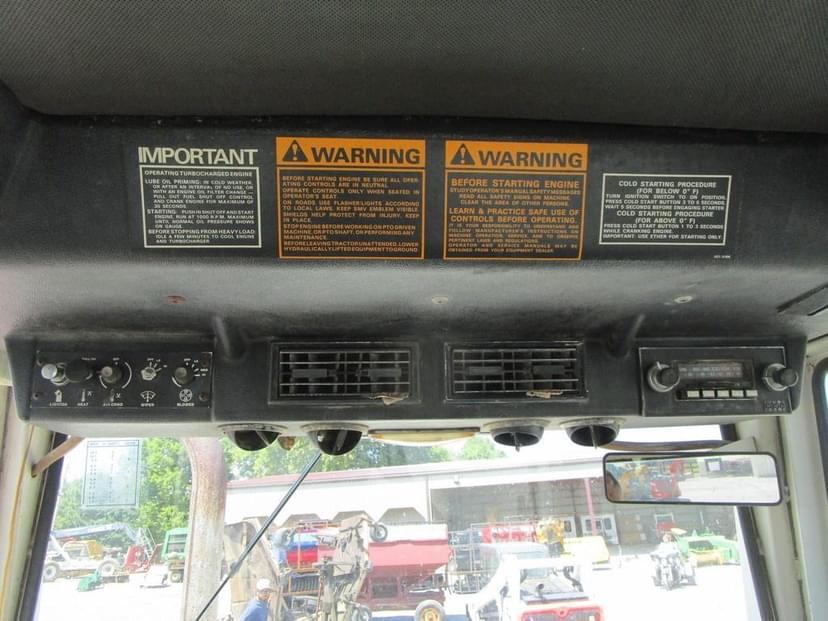 IMPORTANT
OPERATING TURBOCHARGED ENGINE
LUBE OIL PRIMING: IN COLD WEATHER,
OR AFTER AN INTERVAL OF NO USE, OR
WITH AN ENGINE OIL FILTER CHANGE —
PULL OUT FUEL SHUT OFF CONTROL
AND CRANK ENGINE FOR MAXIMUM OF
30 SECONDS.
STARTING: PUSH IN SHUT OFF AND START
ENGINE, RUN AT 1000 R.P.M. MAXIMUM
UNTIL NORMAL OIL PRESSURE SHOWS
ON GAUGE.
BEFORE STOPPING FROM HEAVY LOAD
IDLE A FEW MINUTES TO COOL ENGINE
AND TURBOCHARGER
WARNING
BEFORE STARTING ENGINE BE SURE ALL OPER-
ATING CONTROLS ARE IN NEUTRAL.
OPERATE CONTROLS ONLY WHEN SEATED IN
OPERATOR'S SEAT.
ON ROADS USE FLASHER LIGHTS ACCORDING
TO LOCAL LAWS. KEEP SMV EMBLEM VISIBLE
SHIELDS HELP PROTECT FROM INJURY. KEEP
IN PLACE.
STOP ENGINE BEFORE WORKING ON PTO DRIVEN
MACHINE, OR PTO SHAFT, OR PERFORMING ANY
MAINTENANCE.
BEFORE LEAVING TRACTOR UNATTENDED, LOWER
HYDRAULICALLY LIFTED EQUIPMENT TO GROUND.
WARNING
BEFORE STARTING ENGINE
STUDY OPERATOR'S MANUAL SAFETY MESSAGES
READ ALL SAFETY SIGNS ON MACHINE.
CLEAR THE AREA OF OTHER PERSONS.
LEARN & PRACTICE SAFE USE OF
CONTROLS BEFORE OPERATING.
IT IS YOUR RESPONSIBILITY TO UNDERSTAND AND
FOLLOW MANUFACTURER'S INSTRUCTIONS ON
MACHINE OPERATION, SERVICE, AND TO OBSERVE
PERTINENT LAWS AND REGULATIONS.
OPERATOR AND SERVICE MANUALS MAY BE
OBTAINED FROM YOUR EQUIPMENT DEALER.
COLD STARTING PROCEDURE
(FOR BELOW 0° F)
TURN IGNITION SWITCH TO ON POSITION.
PRESS COLD START BUTTON 3 TO 5 SECONDS.
WAIT 5 SECONDS BEFORE ENGAGING STARTER
COLD STARTING PROCEDURE
(FOR ABOVE 0° F)
PRESS COLD START BUTTON 1 TO 3 SECONDS
WHILE CRANKING ENGINE.
IMPORTANT: USE ETHER FOR STARTING ONLY
OFF
LIGHTER
HEAT
AIR COND
WIPER
BLOWER